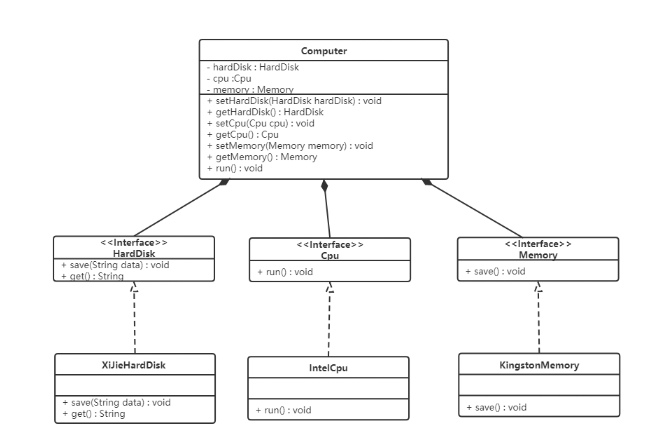 Computer
- hardDisk : HardDisk
- cpu :Cpu
- memory : Memory
+ setHardDisk(HardDisk hardDisk) : void
+ getHardDisk() : HardDisk
+ setCpu(Cpu cpu) : void
+ getCpu() : Cpu
+ setMemory(Memory memory) : void
+ getMemory() : Memory
+ run() : void
<<Interface>>
HardDisk
+ save(String data) : void
+ get() : String
<<Interface>>
Cpu
+ run() : void
<<Interface>>
Memory
+ save() : void
XiJieHardDisk
+ save(String data) : void
+ get() : String
IntelCpu
+ run() : void
KingstonMemory
+ save() : void